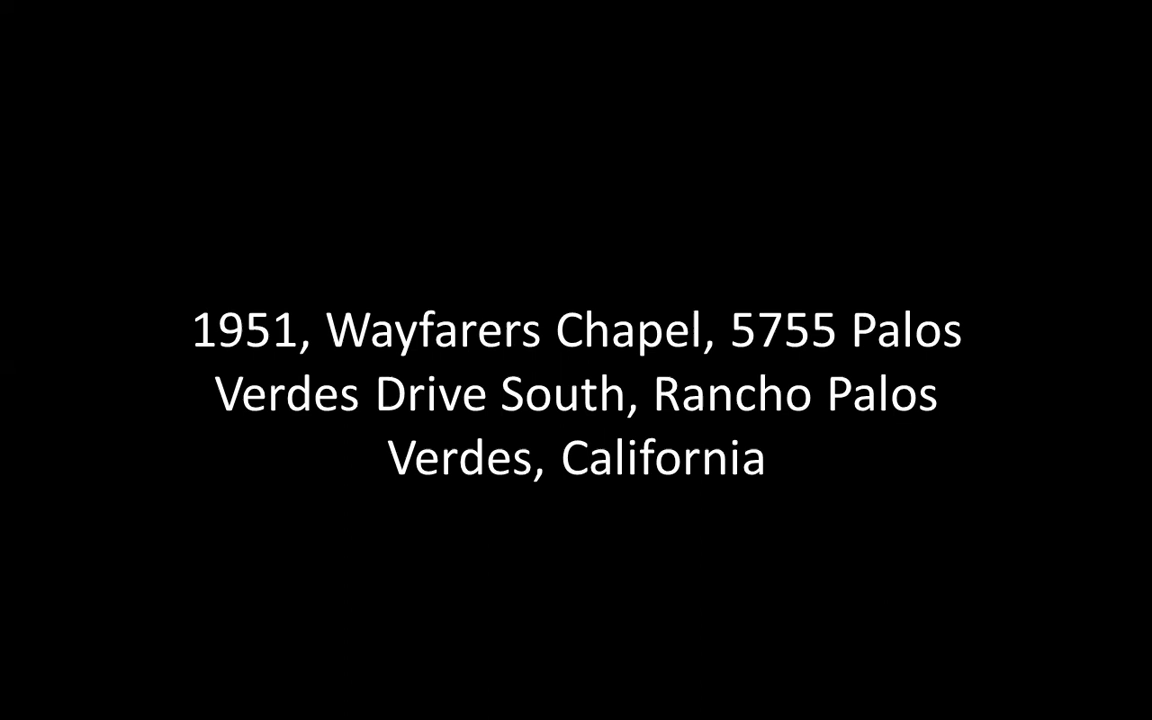 1951, Wayfarers Chapel, 5755 Palos
Verdes Drive South, Rancho Palos
Verdes, California